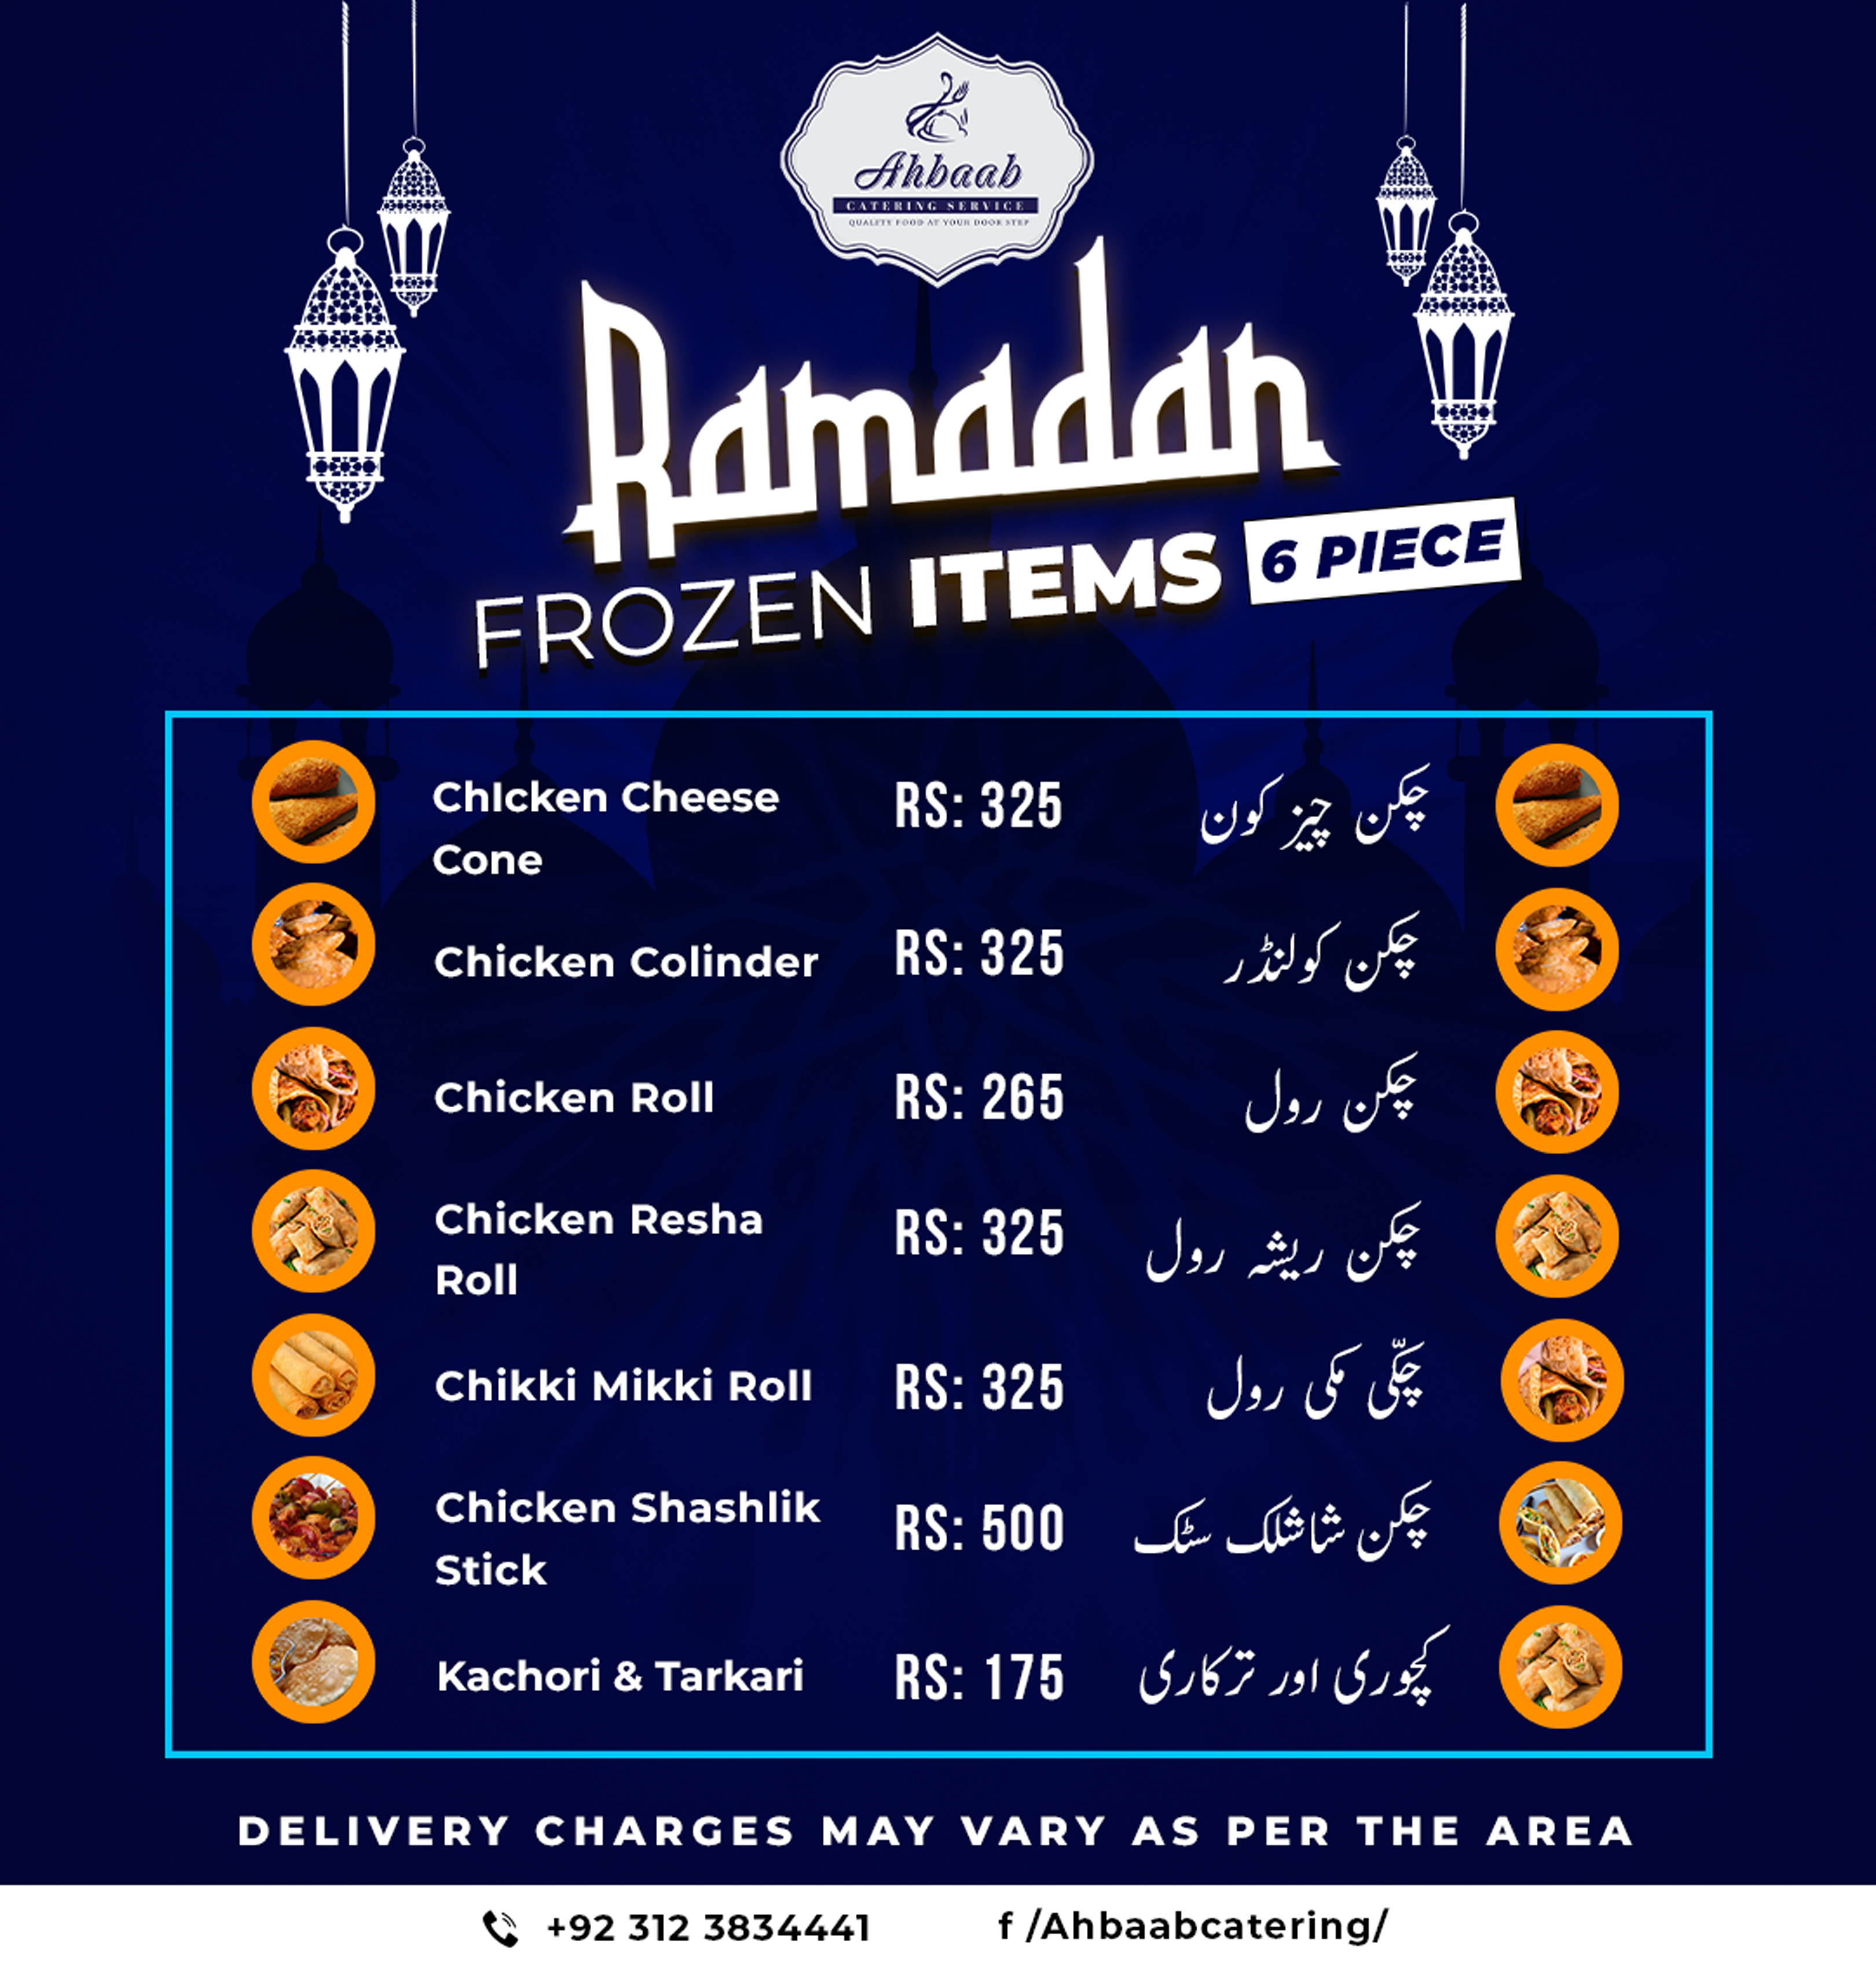 Ahbaab
CATERING SERVICE
QUALITY FOOD AT YOUR DOOR STEP
Ramadan
FROZEN ITEMS 6 PIECE
ChIcken Cheese
Cone
RS: 325
چکن چیز کون
Chicken Colinder
RS: 325
چکن کولنڈر
Chicken Roll
RS: 265
چکن رول
Chicken Resha
Roll
RS: 325
چکن ریشہ رول
Chikki Mikki Roll
RS: 325
چکّی مکی رول
Chicken Shashlik
Stick
RS: 500
چکن شاشلک سٹک
Kachori & Tarkari
RS: 175
کچوری اور ترکاری
DELIVERY CHARGES MAY VARY AS PER THE AREA
+92 312 3834441
f /Ahbaabcatering/